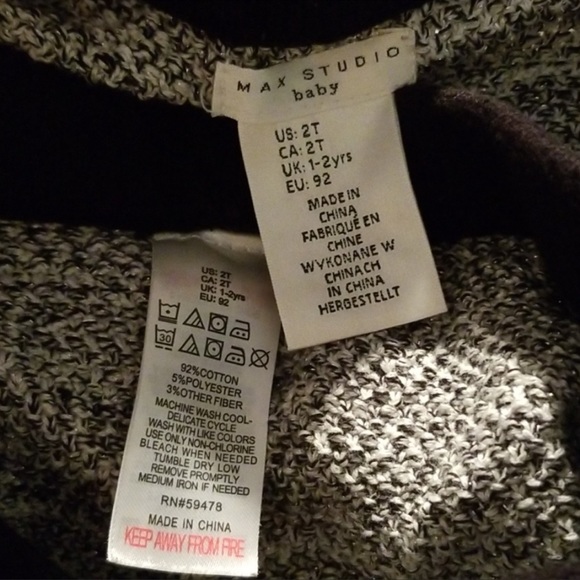 MAX STUDIO
baby
US: 2T
CA: 2T
UK: 1-2yrs
EU: 92
MADE IN
CHINA
FABRIQUÉ EN
CHINE
WYKONANE W
CHINACH
IN CHINA
HERGESTELLT
US: 2T
CA: 2T
UK: 1-2yrs
EU: 92
30
92%COTTON
5%POLYESTER
3%OTHER FIBER
MACHINE WASH COOL-
DELICATE CYCLE
WASH WITH LIKE COLORS
USE ONLY NON-CHLORINE
BLEACH WHEN NEEDED
TUMBLE DRY LOW
REMOVE PROMPTLY
MEDIUM IRON IF NEEDED
RN#59478
MADE IN CHINA
KEEP AWAY FROM FIRE